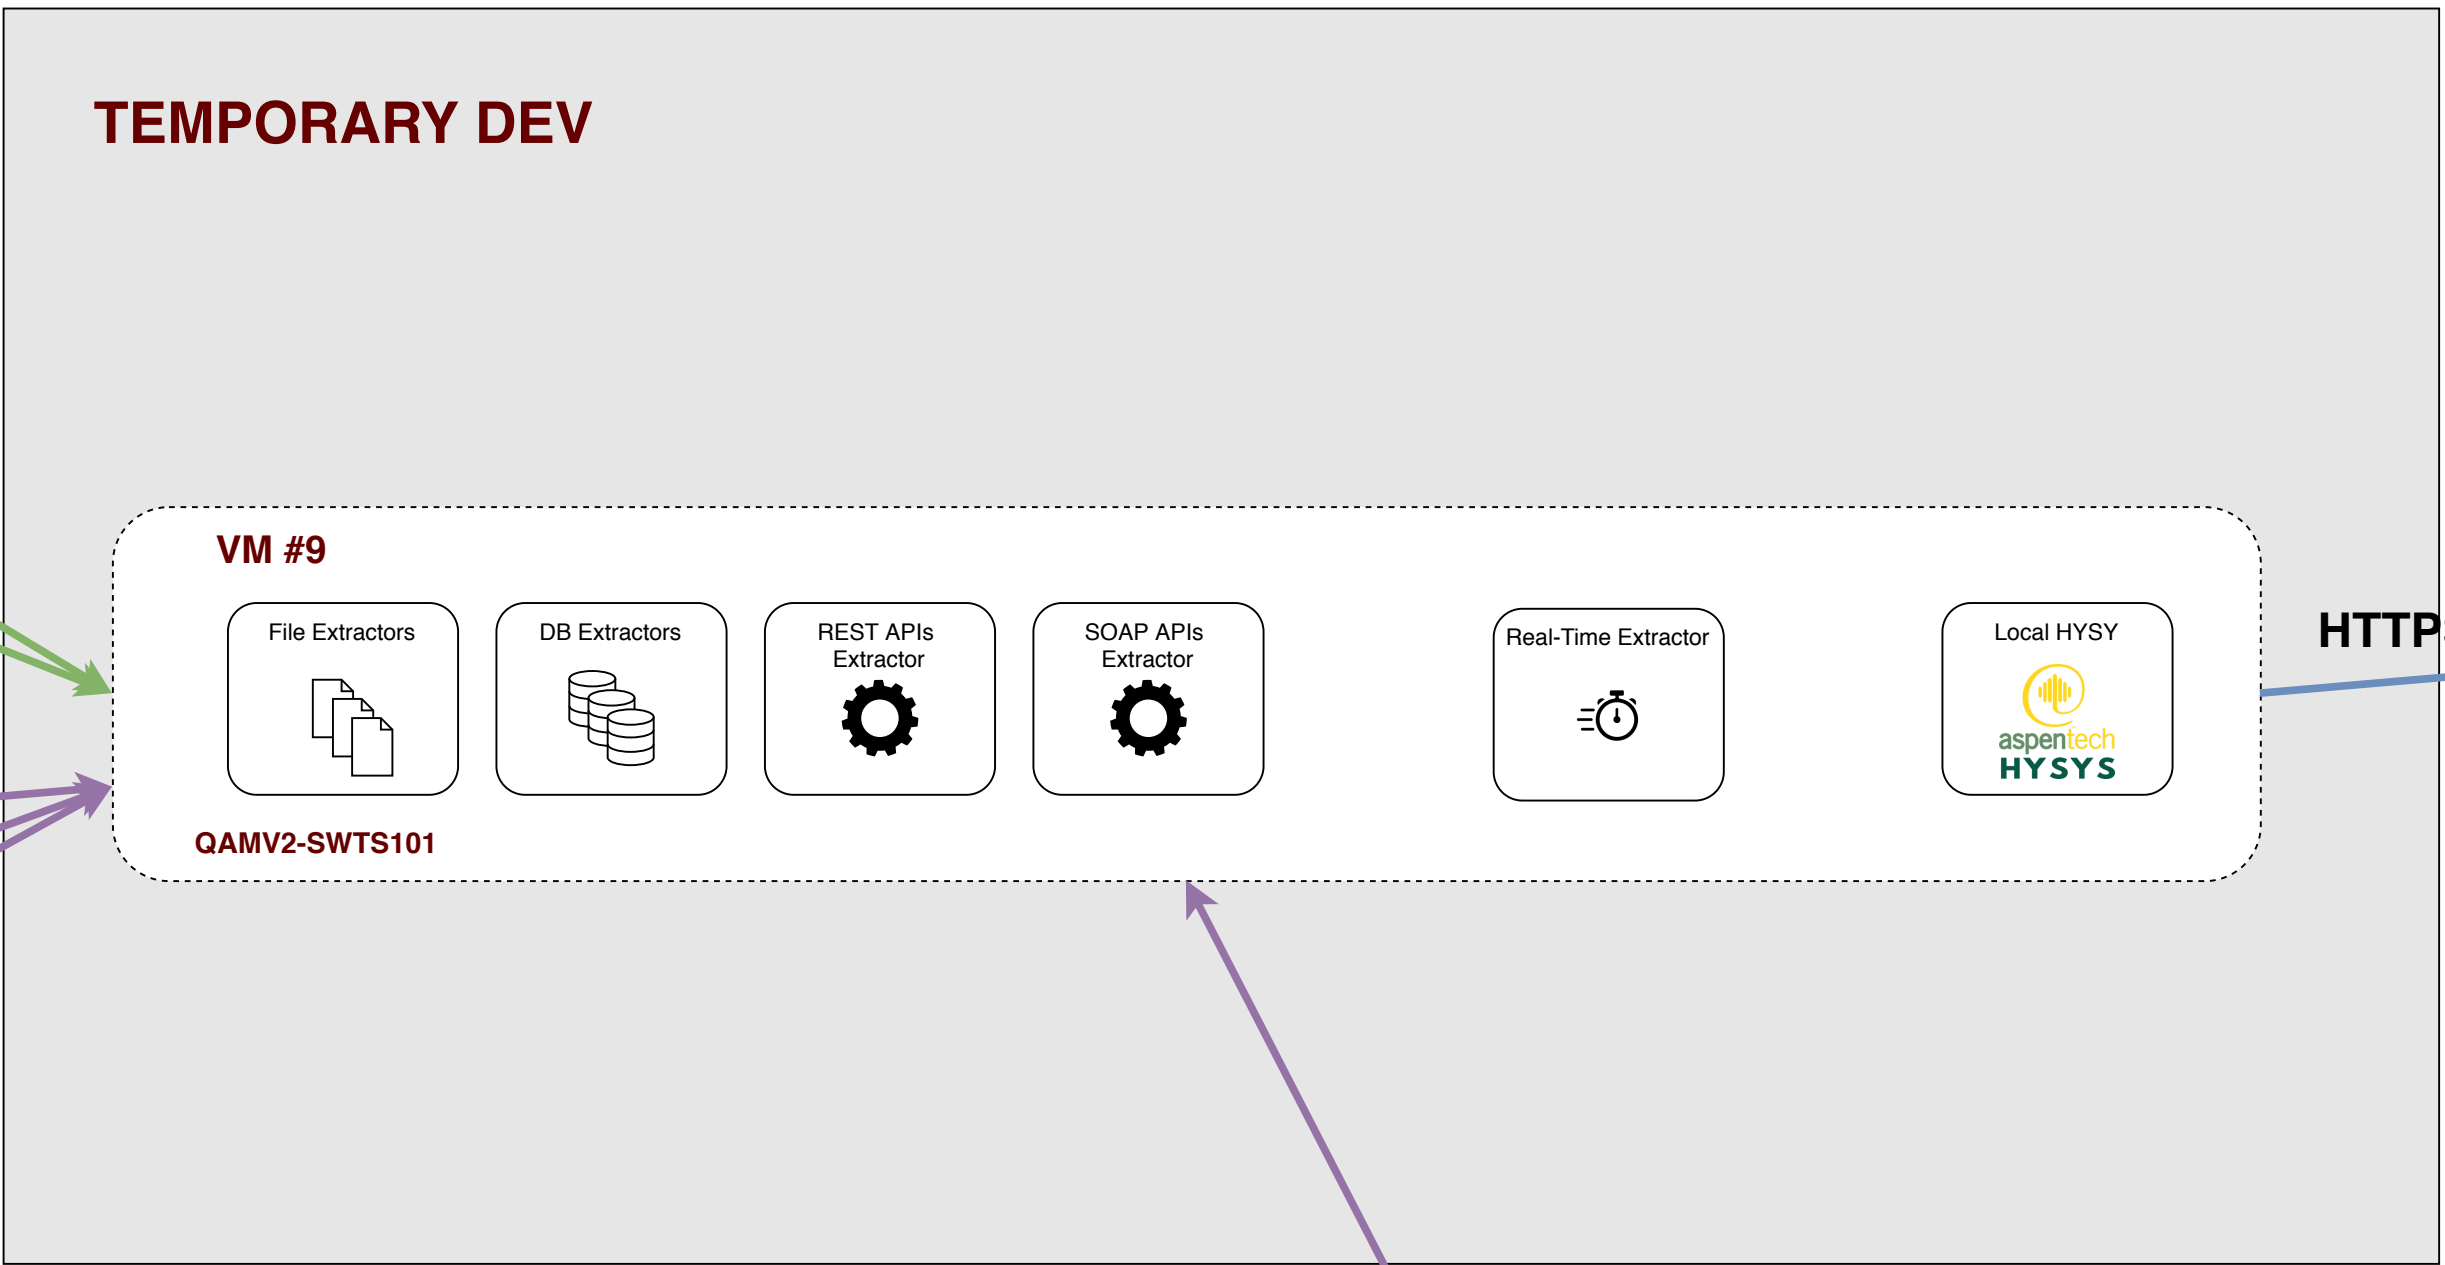 TEMPORARY DEV
VM #9
File Extractors
DB Extractors
REST APIs
Extractor
SOAP APIs
Extractor
Real-Time Extractor
Local HYSY
aspentech
HYSYS
HTTPS
QAMV2-SWTS101